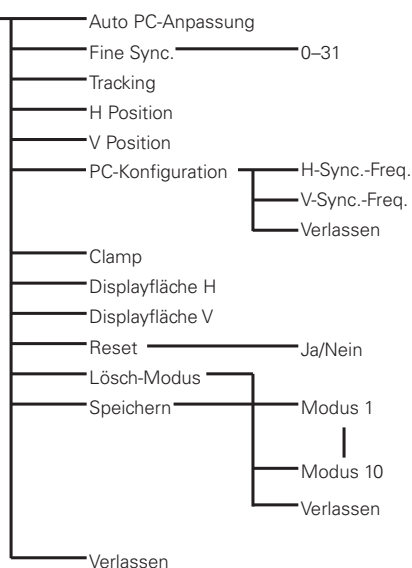 Auto PC-Anpassung
Fine Sync. 0–31
Tracking
H Position
V Position
PC-Konfiguration H-Sync.-Freq.
V-Sync.-Freq.
Verlassen
Clamp
Displayfläche H
Displayfläche V
Reset Ja/Nein
Lösch-Modus
Speichern Modus 1
Modus 10
Verlassen
Verlassen